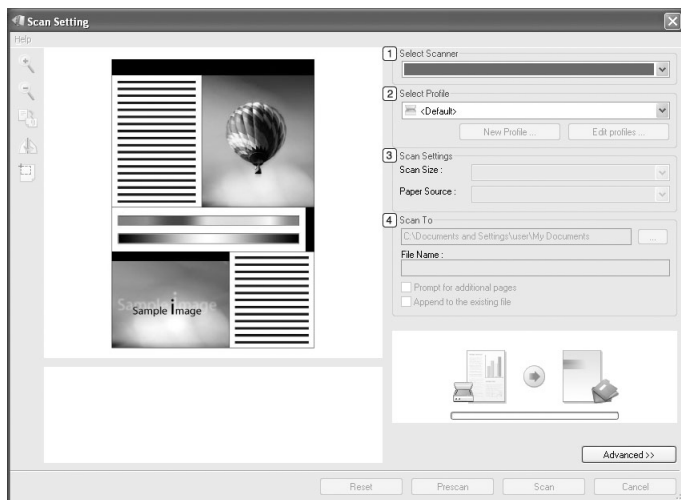 Scan Setting
Help
1 Select Scanner
2 Select Profile
<Default>
New Profile ...
Edit profiles ...
3 Scan Settings
Scan Size :
Paper Source :
4 Scan To
C:\Documents and Settings\user\My Documents
...
File Name :
Prompt for additional pages
Append to the existing file
Sample image
Sample image
Advanced >>
Reset
Prescan
Scan
Cancel